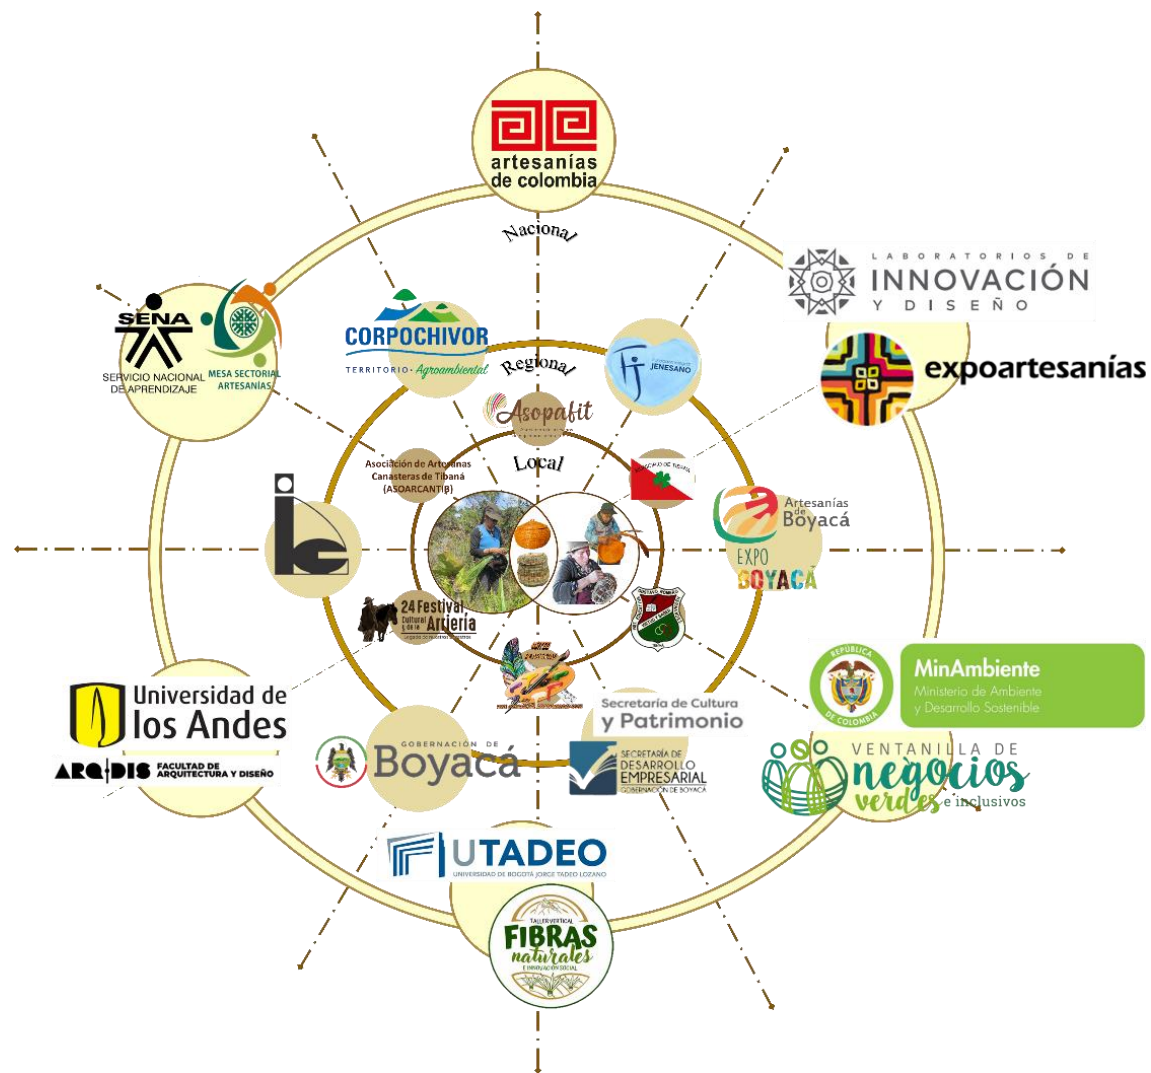 artesanías
de colombia
Nacional
LABORATORIOS DE
INNOVACIÓN
Y DISEÑO
expoartesanías
SENA
SERVICIO NACIONAL
DE APRENDIZAJE
MESA SECTORIAL
ARTESANÍAS
CORPOCHIVOR
TERRITORIO • Agroambiental
Regional
JENESANO
Asopafit
Local
Asociación de Artesanas
Canasteras de Tibaná
(ASOARCANTIB)
Artesanías
de
Boyacá
EXPO
BOYACÁ
24 Festival
Cultural
y de la
Arriería
REPÚBLICA
DE COLOMBIA
MinAmbiente
Ministerio de Ambiente
y Desarrollo Sostenible
Universidad de
los Andes
ARQDIS
FACULTAD DE
ARQUITECTURA Y DISEÑO
GOBERNACIÓN DE
Boyacá
Secretaría de Cultura
y Patrimonio
SECRETARÍA DE
DESARROLLO
EMPRESARIAL
GOBERNACIÓN DE BOYACÁ
VENTANILLA DE
negocios
verdes e inclusivos
UTADEO
UNIVERSIDAD DE BOGOTÁ JORGE TADEO LOZANO
TALLER VERTICAL
FIBRAS
naturales
E INNOVACIÓN SOCIAL